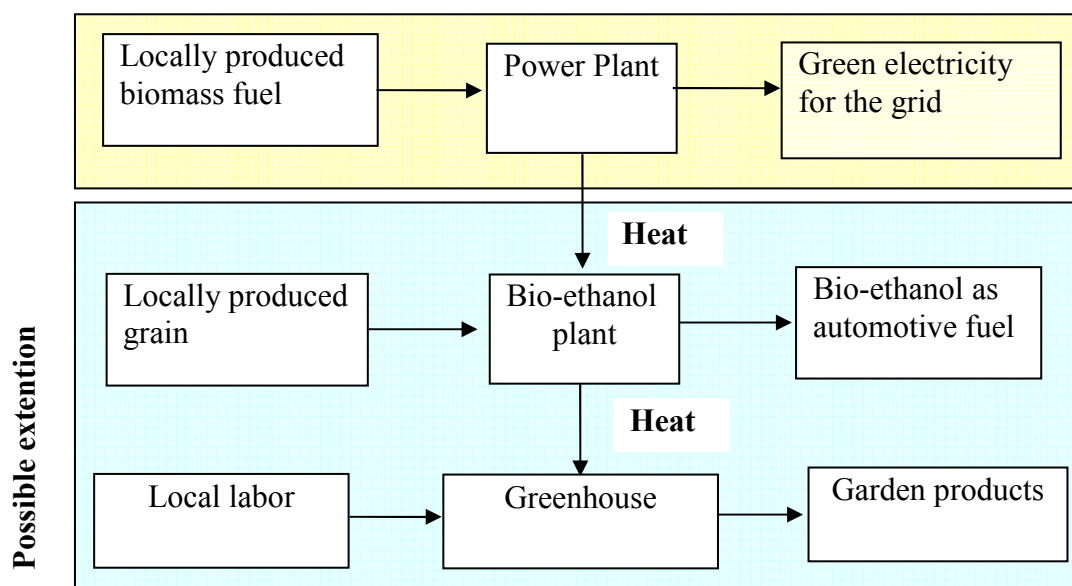 Locally produced
biomass fuel
Power Plant
Green electricity
for the grid
Heat
Locally produced
grain
Bio-ethanol
plant
Bio-ethanol as
automotive fuel
Heat
Local labor
Greenhouse
Garden products
Possible extention